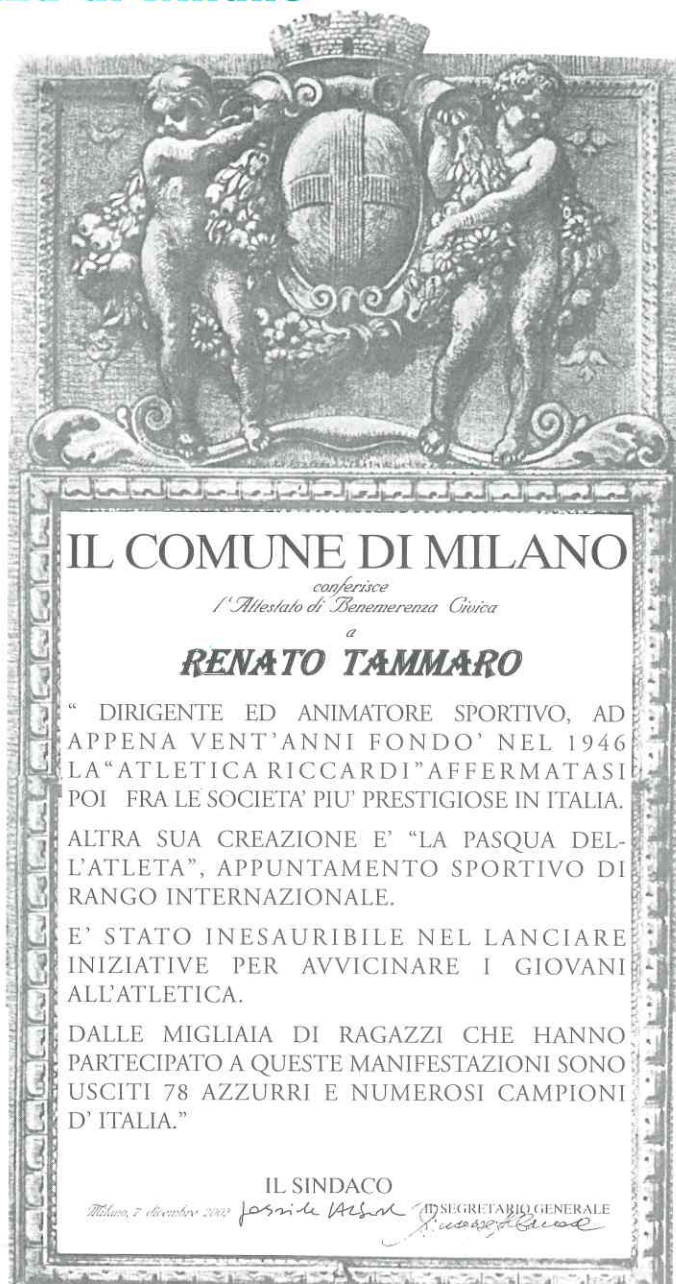 IL COMUNE DI MILANO
conferisce
l'Attestato di Benemerenza Civica
a
RENATO TAMMARO
“ DIRIGENTE ED ANIMATORE SPORTIVO, AD
APPENA VENT'ANNI FONDO' NEL 1946
LA“ATLETICA RICCARDI”AFFERMATASI
POI FRA LE SOCIETA' PIU' PRESTIGIOSE IN ITALIA.
ALTRA SUA CREAZIONE E' “LA PASQUA DEL-
L'ATLETA”, APPUNTAMENTO SPORTIVO DI
RANGO INTERNAZIONALE.
E' STATO INESAURIBILE NEL LANCIARE
INIZIATIVE PER AVVICINARE I GIOVANI
ALL'ATLETICA.
DALLE MIGLIAIA DI RAGAZZI CHE HANNO
PARTECIPATO A QUESTE MANIFESTAZIONI SONO
USCITI 78 AZZURRI E NUMEROSI CAMPIONI
D' ITALIA.”
IL SINDACO
Milano, 7 dicembre 2002 IL SEGRETARIO GENERALE